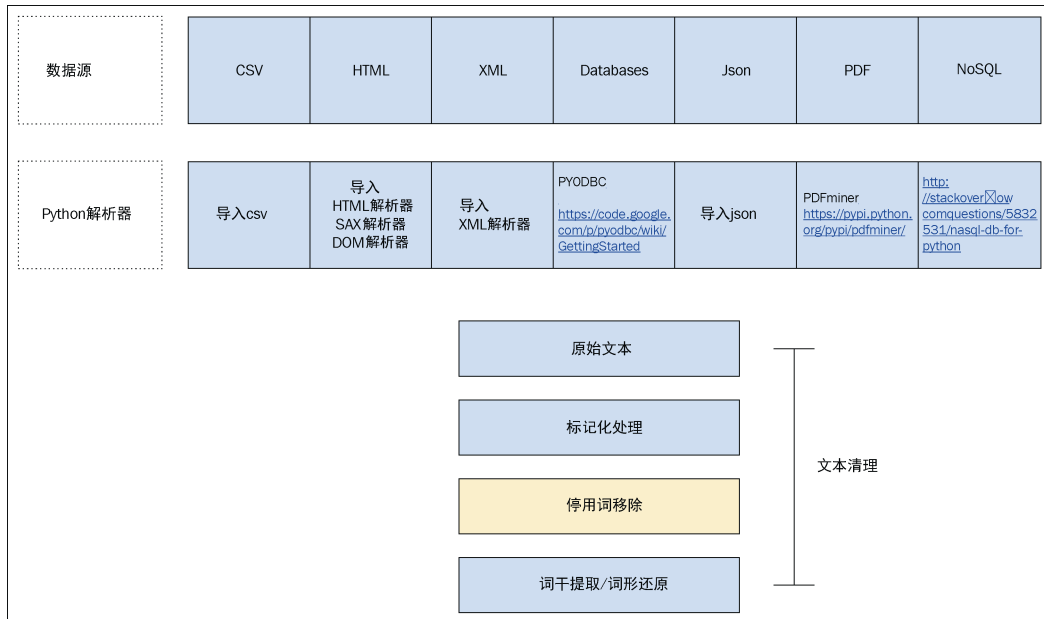 数据源
CSV
HTML
XML
Databases
Json
PDF
NoSQL
Python解析器
导入csv
导入
HTML解析器
SAX解析器
DOM解析器
导入
XML解析器
PYODBC
https://code.google.
com/p/pyodbc/wiki/
GettingStarted
导入json
PDFminer
https://pypi.python.
org/pypi/pdfminer/
http:
//stackover☒ow
comquestions/5832
531/nasql-db-for-
python
原始文本
标记化处理
停用词移除
词干提取/词形还原
文本清理